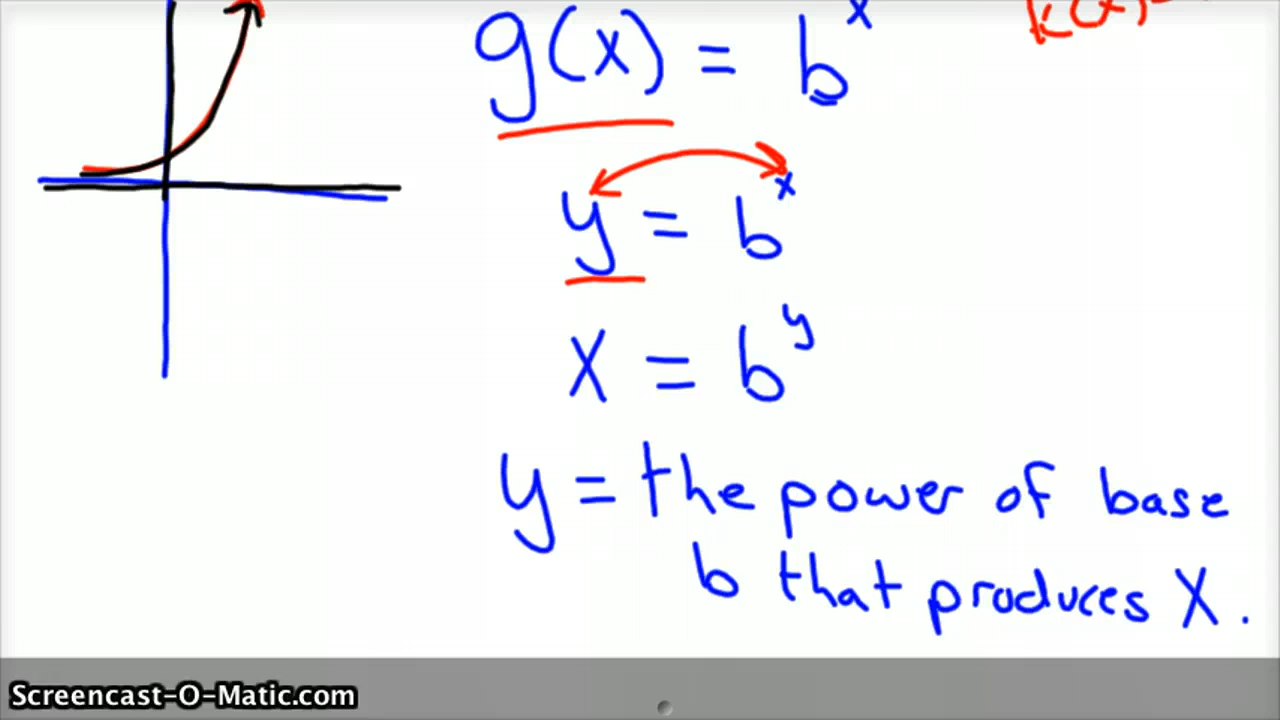 g(x) = b^x
k(x)
y = b^x
x = b^y
y = the power of base
b that produces X.
Screencast-O-Matic.com